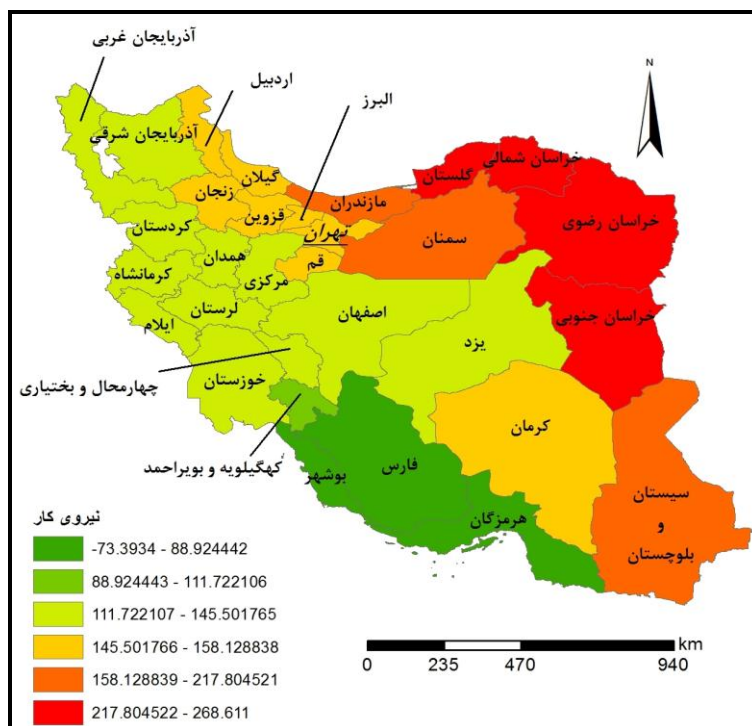 آذربایجان غربی
اردبیل
البرز
N
آذربایجان شرقی
گیلان
زنجان
قزوین
مازندران
گلستان
خراسان شمالی
خراسان رضوی
کردستان
همدان
تهران
قم
سمنان
کرمانشاه
مرکزی
ایلام
لرستان
اصفهان
خراسان جنوبی
یزد
خوزستان
چهارمحال و بختیاری
کرمان
کهگیلویه و بویراحمد
بوشهر
فارس
هرمزگان
سیستان
و
بلوچستان
نیروی کار
-73.3934 - 88.924442
88.924443 - 111.722106
111.722107 - 145.501765
145.501766 - 158.128838
158.128839 - 217.804521
217.804522 - 268.611
km
0 235 470 940